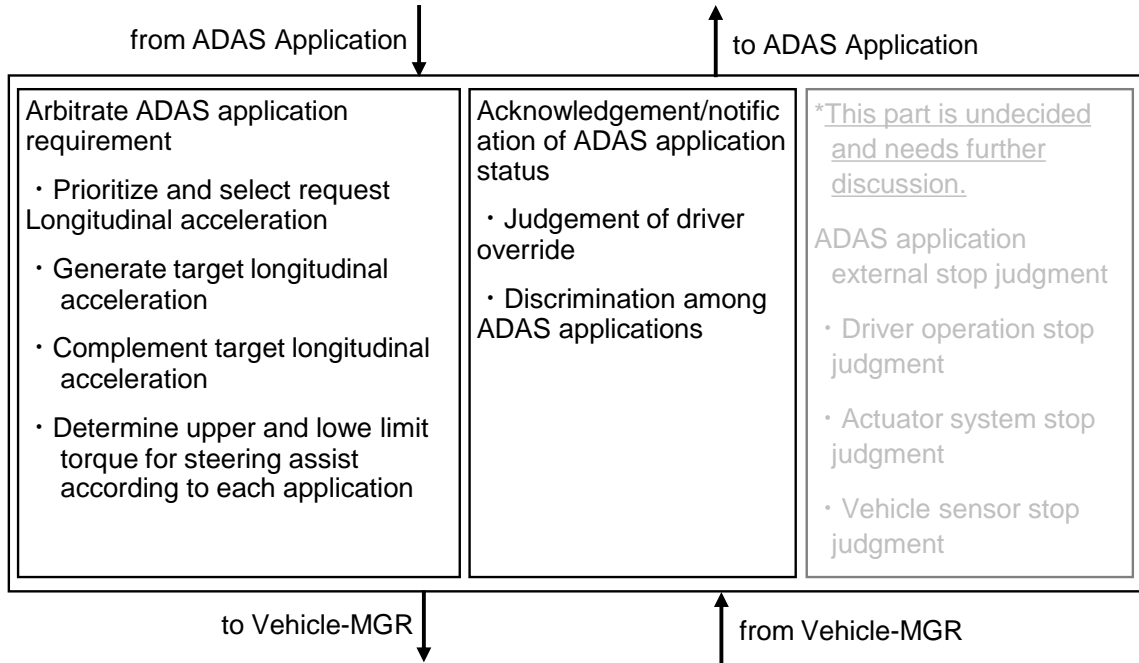 from ADAS Application
to ADAS Application
Arbitrate ADAS application
requirement
・Prioritize and select request
Longitudinal acceleration
・Generate target longitudinal
acceleration
・Complement target longitudinal
acceleration
・Determine upper and lowe limit
torque for steering assist
according to each application
Acknowledgement/notific
ation of ADAS application
status
・Judgement of driver
override
・Discrimination among
ADAS applications
*This part is undecided
and needs further
discussion.
ADAS application
external stop judgment
・Driver operation stop
judgment
・Actuator system stop
judgment
・Vehicle sensor stop
judgment
to Vehicle-MGR
from Vehicle-MGR